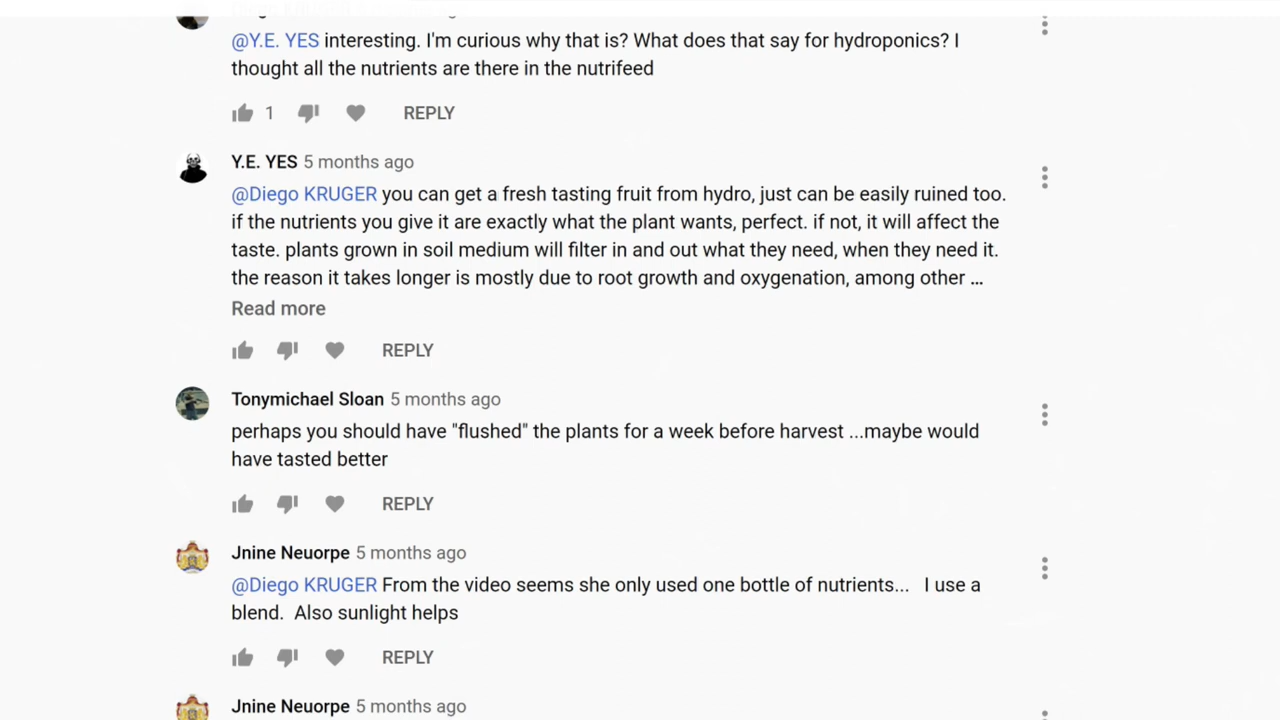 @Y.E. YES interesting. I'm curious why that is? What does that say for hydroponics? I
thought all the nutrients are there in the nutrifeed
1 REPLY
Y.E. YES 5 months ago
@Diego KRUGER you can get a fresh tasting fruit from hydro, just can be easily ruined too.
if the nutrients you give it are exactly what the plant wants, perfect. if not, it will affect the
taste. plants grown in soil medium will filter in and out what they need, when they need it.
the reason it takes longer is mostly due to root growth and oxygenation, among other ...
Read more
REPLY
Tonymichael Sloan 5 months ago
perhaps you should have "flushed" the plants for a week before harvest ...maybe would
have tasted better
REPLY
Jnine Neuorpe 5 months ago
@Diego KRUGER From the video seems she only used one bottle of nutrients... I use a
blend. Also sunlight helps
REPLY
Jnine Neuorpe 5 months ago